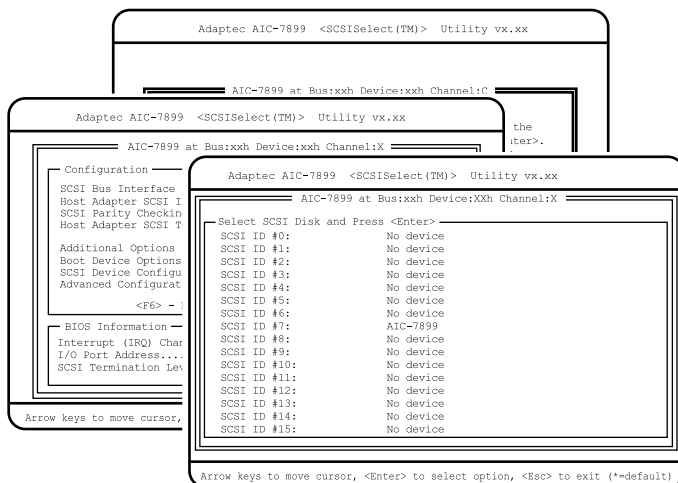 Adaptec AIC-7899 <SCSISelect(TM)> Utility vx.xx
AIC-7899 at Bus:xxh Device:xxh Channel:C
the
Adaptec AIC-7899 <SCSISelect(TM)> Utility vx.xx
AIC-7899 at Bus:xxh Device:xxh Channel:X
Configuration
SCSI Bus Interface
Host Adapter SCSI I
SCSI Parity Checkin
Host Adapter SCSI T
Additional Options
Boot Device Options
SCSI Device Configu
Advanced Configurat
<F6> -
BIOS Information
Interrupt (IRQ) Chan
I/O Port Address....
SCSI Termination Lev
Arrow keys to move cursor,
Adaptec AIC-7899 <SCSISelect(TM)> Utility vx.xx
AIC-7899 at Bus:xxh Device:XXh Channel:X
Select SCSI Disk and Press <Enter>
SCSI ID #0: No device
SCSI ID #1: No device
SCSI ID #2: No device
SCSI ID #3: No device
SCSI ID #4: No device
SCSI ID #5: No device
SCSI ID #6: No device
SCSI ID #7: AIC-7899
SCSI ID #8: No device
SCSI ID #9: No device
SCSI ID #10: No device
SCSI ID #11: No device
SCSI ID #12: No device
SCSI ID #13: No device
SCSI ID #14: No device
SCSI ID #15: No device
Arrow keys to move cursor, <Enter> to select option, <Esc> to exit (*=default)